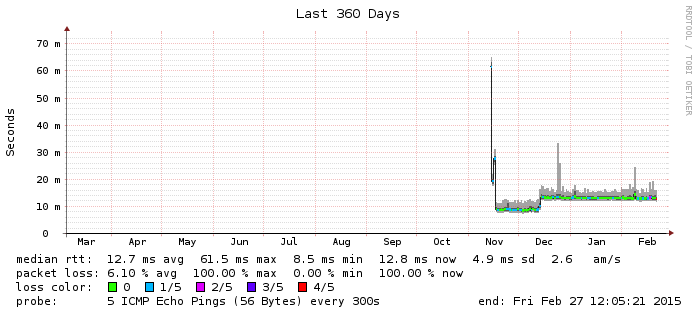 Last 360 Days
RRDTOOL / TOBI OETIKER
Seconds
70 m
60 m
50 m
40 m
30 m
20 m
10 m
0
Mar Apr May Jun Jul Aug Sep Oct Nov Dec Jan Feb
median rtt: 12.7 ms avg 61.5 ms max 8.5 ms min 12.8 ms now 4.9 ms sd 2.6 am/s
packet loss: 6.10 % avg 100.00 % max 0.00 % min 100.00 % now
loss color: 0 1/5 2/5 3/5 4/5
probe: 5 ICMP Echo Pings (56 Bytes) every 300s end: Fri Feb 27 12:05:21 2015